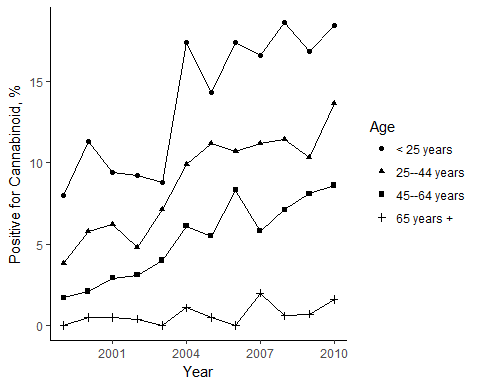 Positive for Cannabinoid, %
15
10
5
0
2001 2004 2007 2010
Year
Age
< 25 years
25--44 years
45--64 years
65 years +